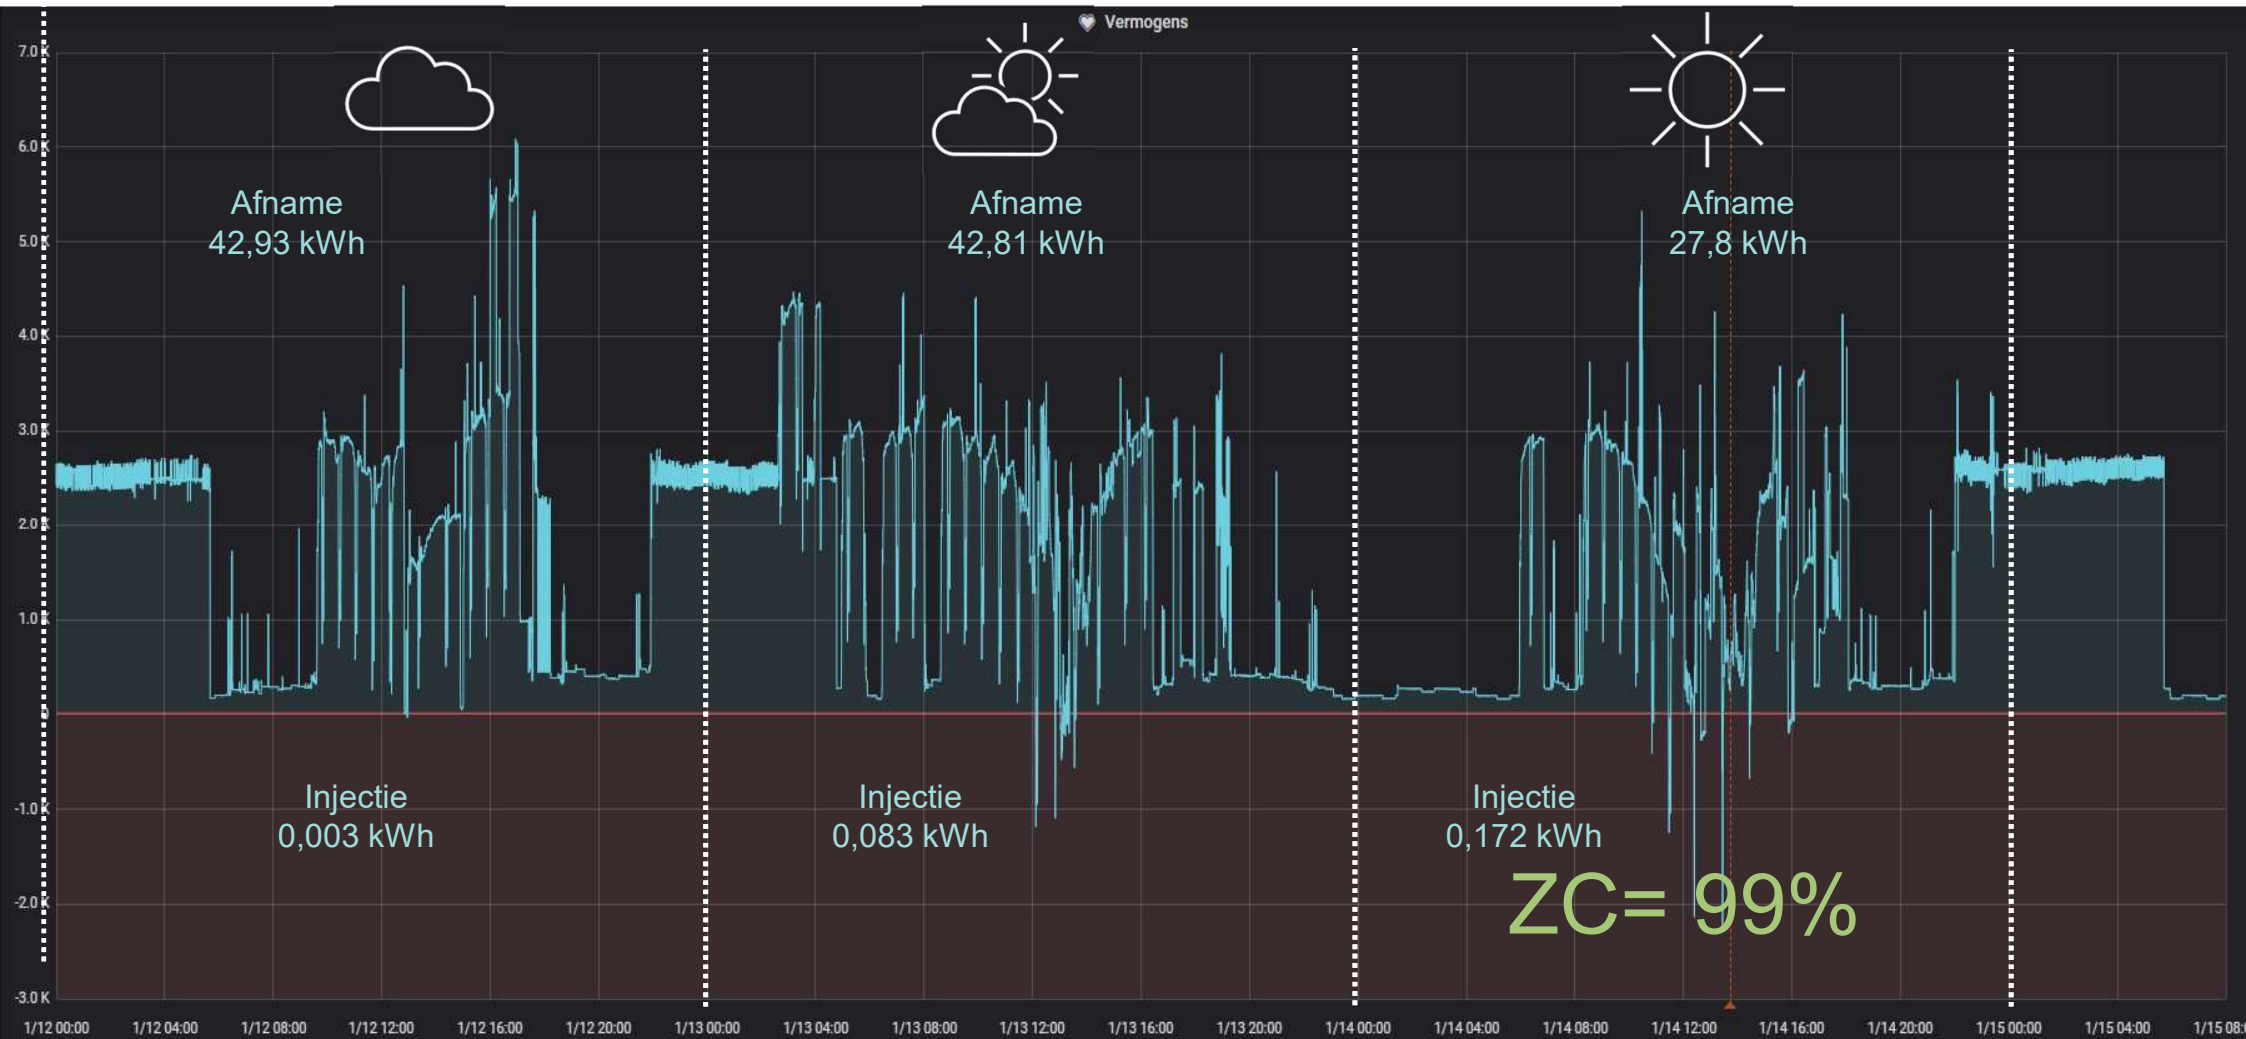 Vermogens
7.0 K
6.0 K
5.0 K
4.0 K
3.0 K
2.0 K
1.0 K
0
-1.0 K
-2.0 K
-3.0 K
Afname
42,93 kWh
Afname
42,81 kWh
Afname
27,8 kWh
Injectie
0,003 kWh
Injectie
0,083 kWh
Injectie
0,172 kWh
ZC= 99%
1/12 00:00 1/12 04:00 1/12 08:00 1/12 12:00 1/12 16:00 1/12 20:00 1/13 00:00 1/13 04:00 1/13 08:00 1/13 12:00 1/13 16:00 1/13 20:00 1/14 00:00 1/14 04:00 1/14 08:00 1/14 12:00 1/14 16:00 1/14 20:00 1/15 00:00 1/15 04:00 1/15 08: